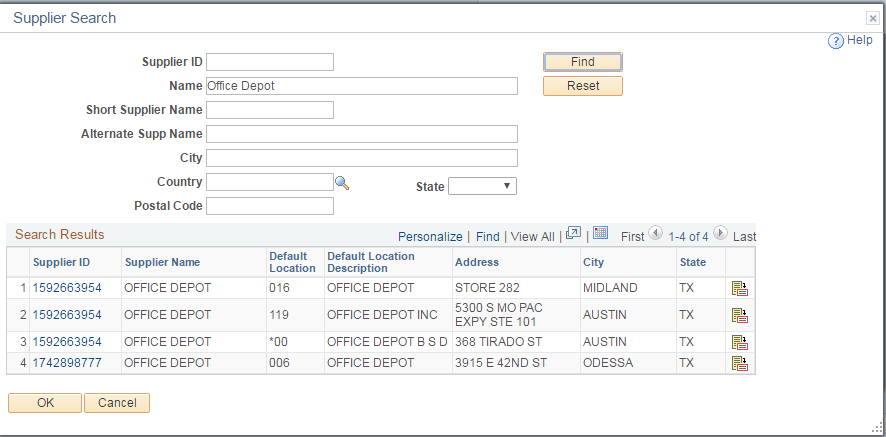 Supplier Search
Help
Supplier ID
Find
Name Office Depot
Reset
Short Supplier Name
Alternate Supp Name
City
Country
State
Postal Code
Search Results
Personalize | Find | View All | | First 1-4 of 4 Last
Supplier ID Supplier Name Default Location Default Location Description Address City State
1 1592663954 OFFICE DEPOT 016 OFFICE DEPOT STORE 282 MIDLAND TX
2 1592663954 OFFICE DEPOT 119 OFFICE DEPOT INC 5300 S MO PAC EXPY STE 101 AUSTIN TX
3 1592663954 OFFICE DEPOT *00 OFFICE DEPOT B S D 368 TIRADO ST AUSTIN TX
4 1742898777 OFFICE DEPOT 006 OFFICE DEPOT 3915 E 42ND ST ODESSA TX
OK Cancel